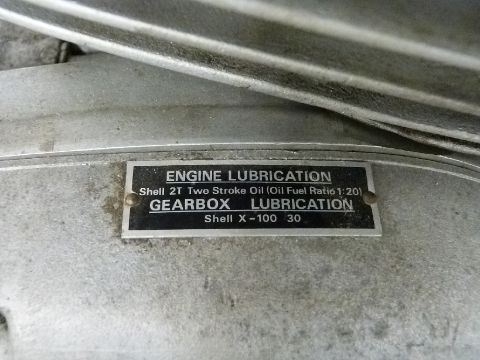 ENGINE LUBRICATION
Shell 2T Two Stroke Oil (Oil Fuel Ratio 1:20)
GEARBOX LUBRICATION
Shell X-100 30